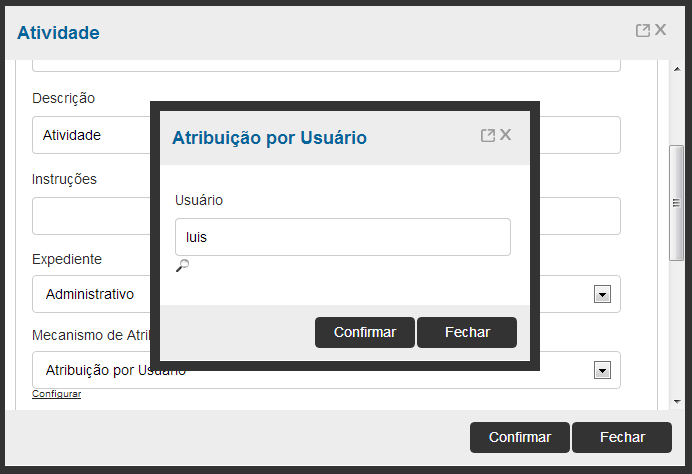 Atividade
Descrição
Atividade
Instruções
Expediente
Administrativo
Mecanismo de Atri
Atribuição por Usuário
Configurar
Confirmar
Fechar
Atribuição por Usuário
Usuário
luis
Confirmar
Fechar